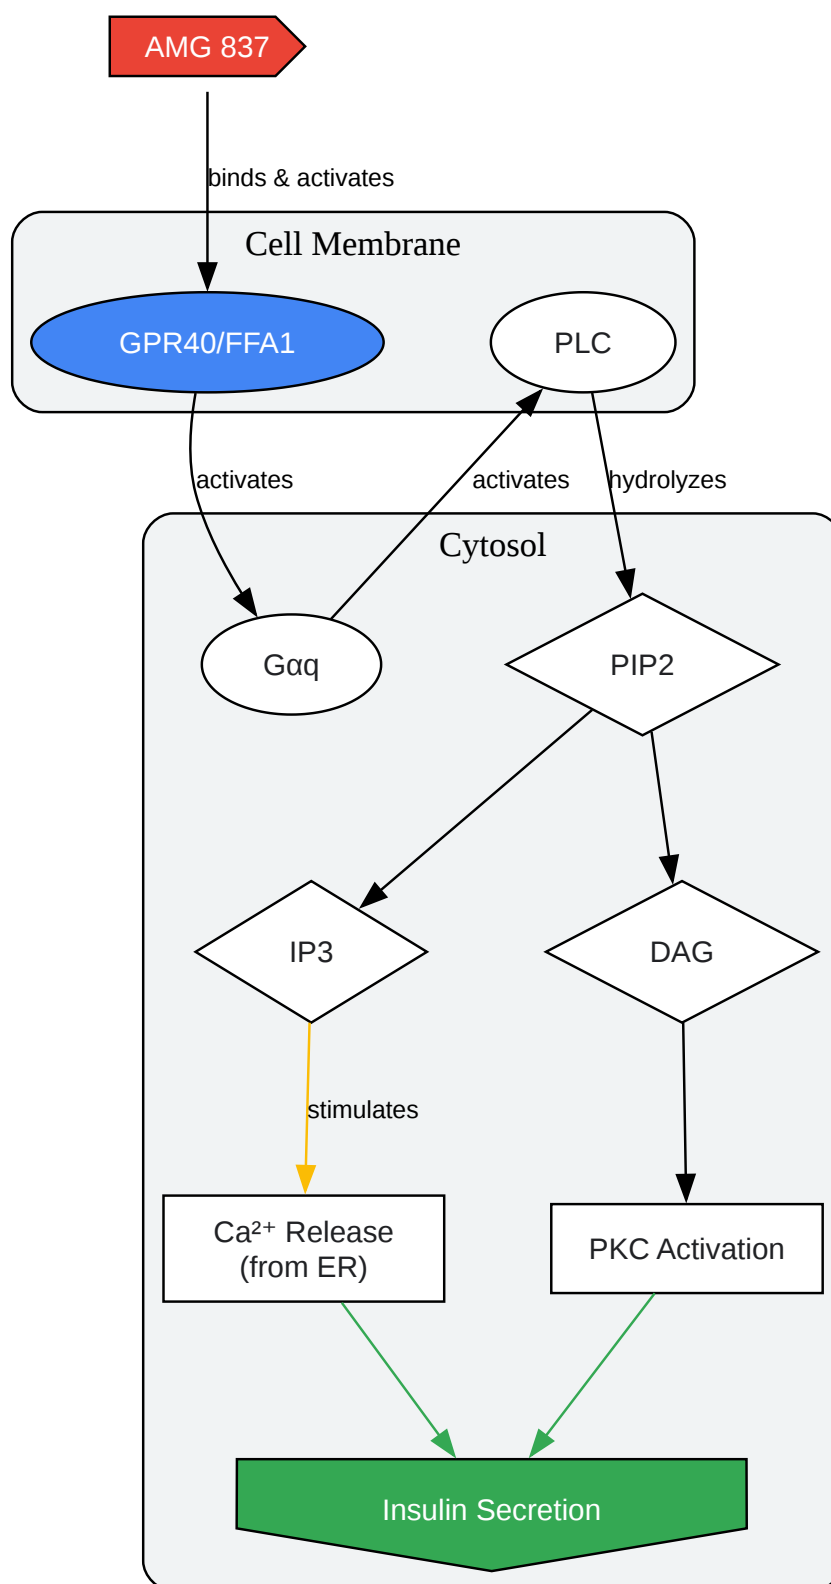 AMG 837
binds & activates
Cell Membrane
GPR40/FFA1
PLC
activates
activates
hydrolyzes
Cytosol
Gαq
PIP2
IP3
DAG
stimulates
Ca²⁺ Release
(from ER)
PKC Activation
Insulin Secretion